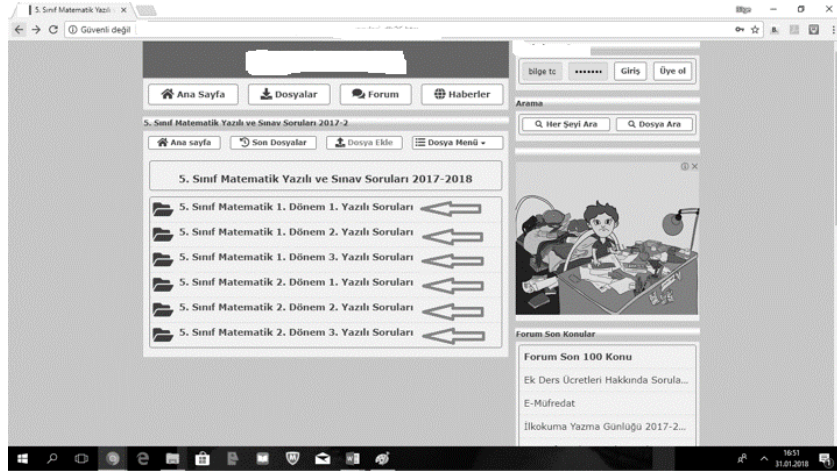 5. Sınıf Matematik Yazılı
Bilge
Güvenli değil
bilge tc
Giriş
Üye ol
Ana Sayfa
Dosyalar
Forum
Haberler
Arama
Her Şeyi Ara
Dosya Ara
5. Sınıf Matematik Yazılı ve Sınav Soruları 2017-2
Ana sayfa
Son Dosyalar
Dosya Ekle
Dosya Menü
5. Sınıf Matematik Yazılı ve Sınav Soruları 2017-2018
5. Sınıf Matematik 1. Dönem 1. Yazılı Soruları
5. Sınıf Matematik 1. Dönem 2. Yazılı Soruları
5. Sınıf Matematik 1. Dönem 3. Yazılı Soruları
5. Sınıf Matematik 2. Dönem 1. Yazılı Soruları
5. Sınıf Matematik 2. Dönem 2. Yazılı Soruları
5. Sınıf Matematik 2. Dönem 3. Yazılı Soruları
Forum Son Konular
Forum Son 100 Konu
Ek Ders Ücretleri Hakkında Sorula...
E-Müfredat
İlkokuma Yazma Günlüğü 2017-2...
16:51
31.01.2018